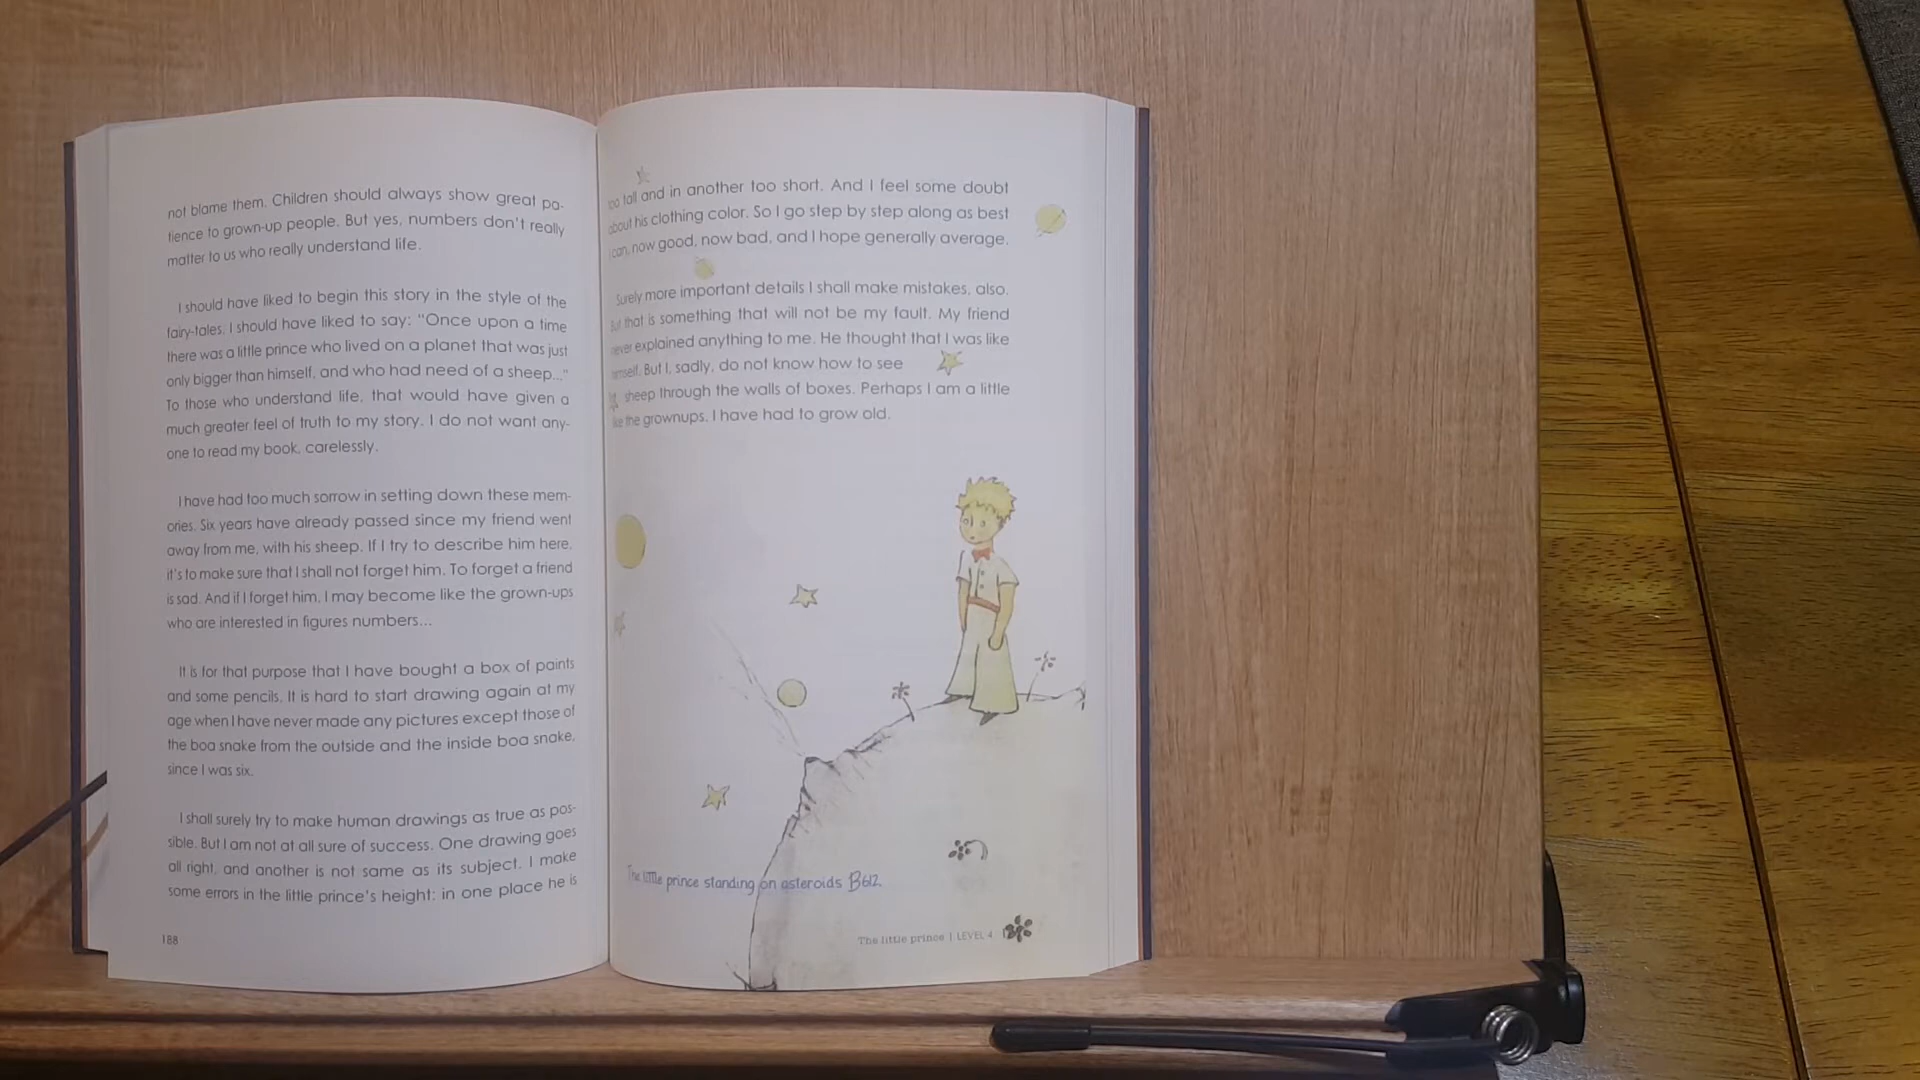 not blame them. Children should always show great pa-
tience to grown-up people. But yes, numbers don't really
matter to us who really understand life.
I should have liked to begin this story in the style of the
fairy-tales. I should have liked to say: "Once upon a time
there was a little prince who lived on a planet that was just
only bigger than himself, and who had need of a sheep..."
To those who understand life, that would have given a
much greater feel of truth to my story. I do not want any-
one to read my book, carelessly.
I have had too much sorrow in setting down these mem-
ories. Six years have already passed since my friend went
away from me, with his sheep. If I try to describe him here,
it's to make sure that I shall not forget him. To forget a friend
is sad. And if I forget him, I may become like the grown-ups
who are interested in figures numbers...
It is for that purpose that I have bought a box of paints
and some pencils. It is hard to start drawing again at my
age when I have never made any pictures except those of
the boa snake from the outside and the inside boa snake,
since I was six.
I shall surely try to make human drawings as true as pos-
sible. But I am not at all sure of success. One drawing goes
all right, and another is not same as its subject. I make
some errors in the little prince's height: in one place he is
188
too tall and in another too short. And I feel some doubt
about his clothing color. So I go step by step along as best
I can, now good, now bad, and I hope generally average.
Surely more important details I shall make mistakes, also.
But that is something that will not be my fault. My friend
never explained anything to me. He thought that I was like
himself. But I, sadly, do not know how to see
sheep through the walls of boxes. Perhaps I am a little
like the grownups. I have had to grow old.
The little prince standing on asteroids B612.
The little prince | LEVEL 4